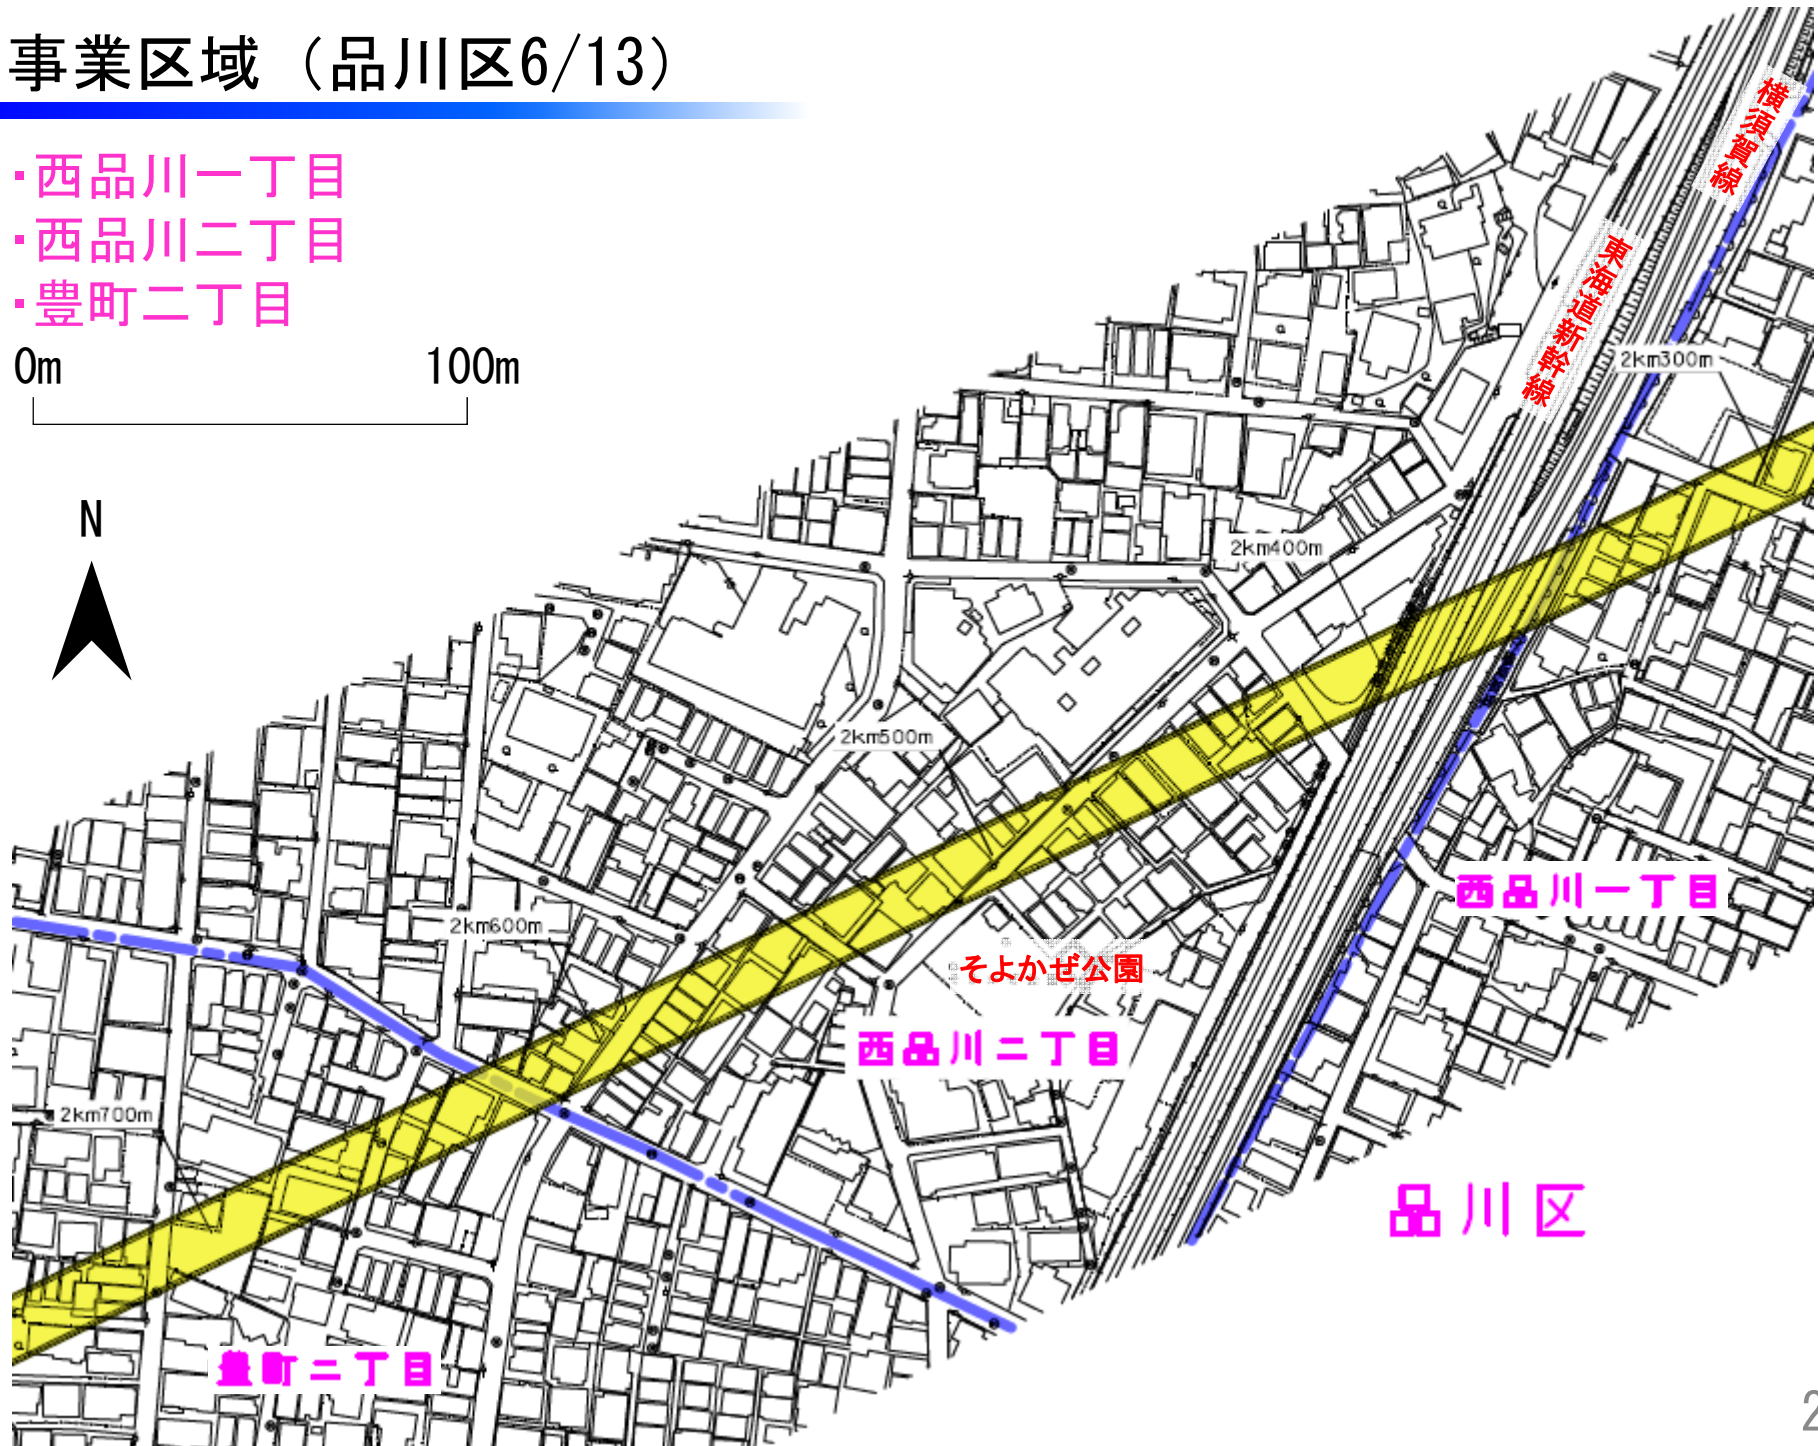 事業区域（品川区6/13）
・西品川一丁目
・西品川二丁目
・豊町二丁目
0m 100m
N
横須賀線
東海道新幹線
2km300m
2km400m
2km500m
西品川一丁目
2km600m
そよかぜ公園
西品川二丁目
2km700m
品川区
豊町二丁目
2